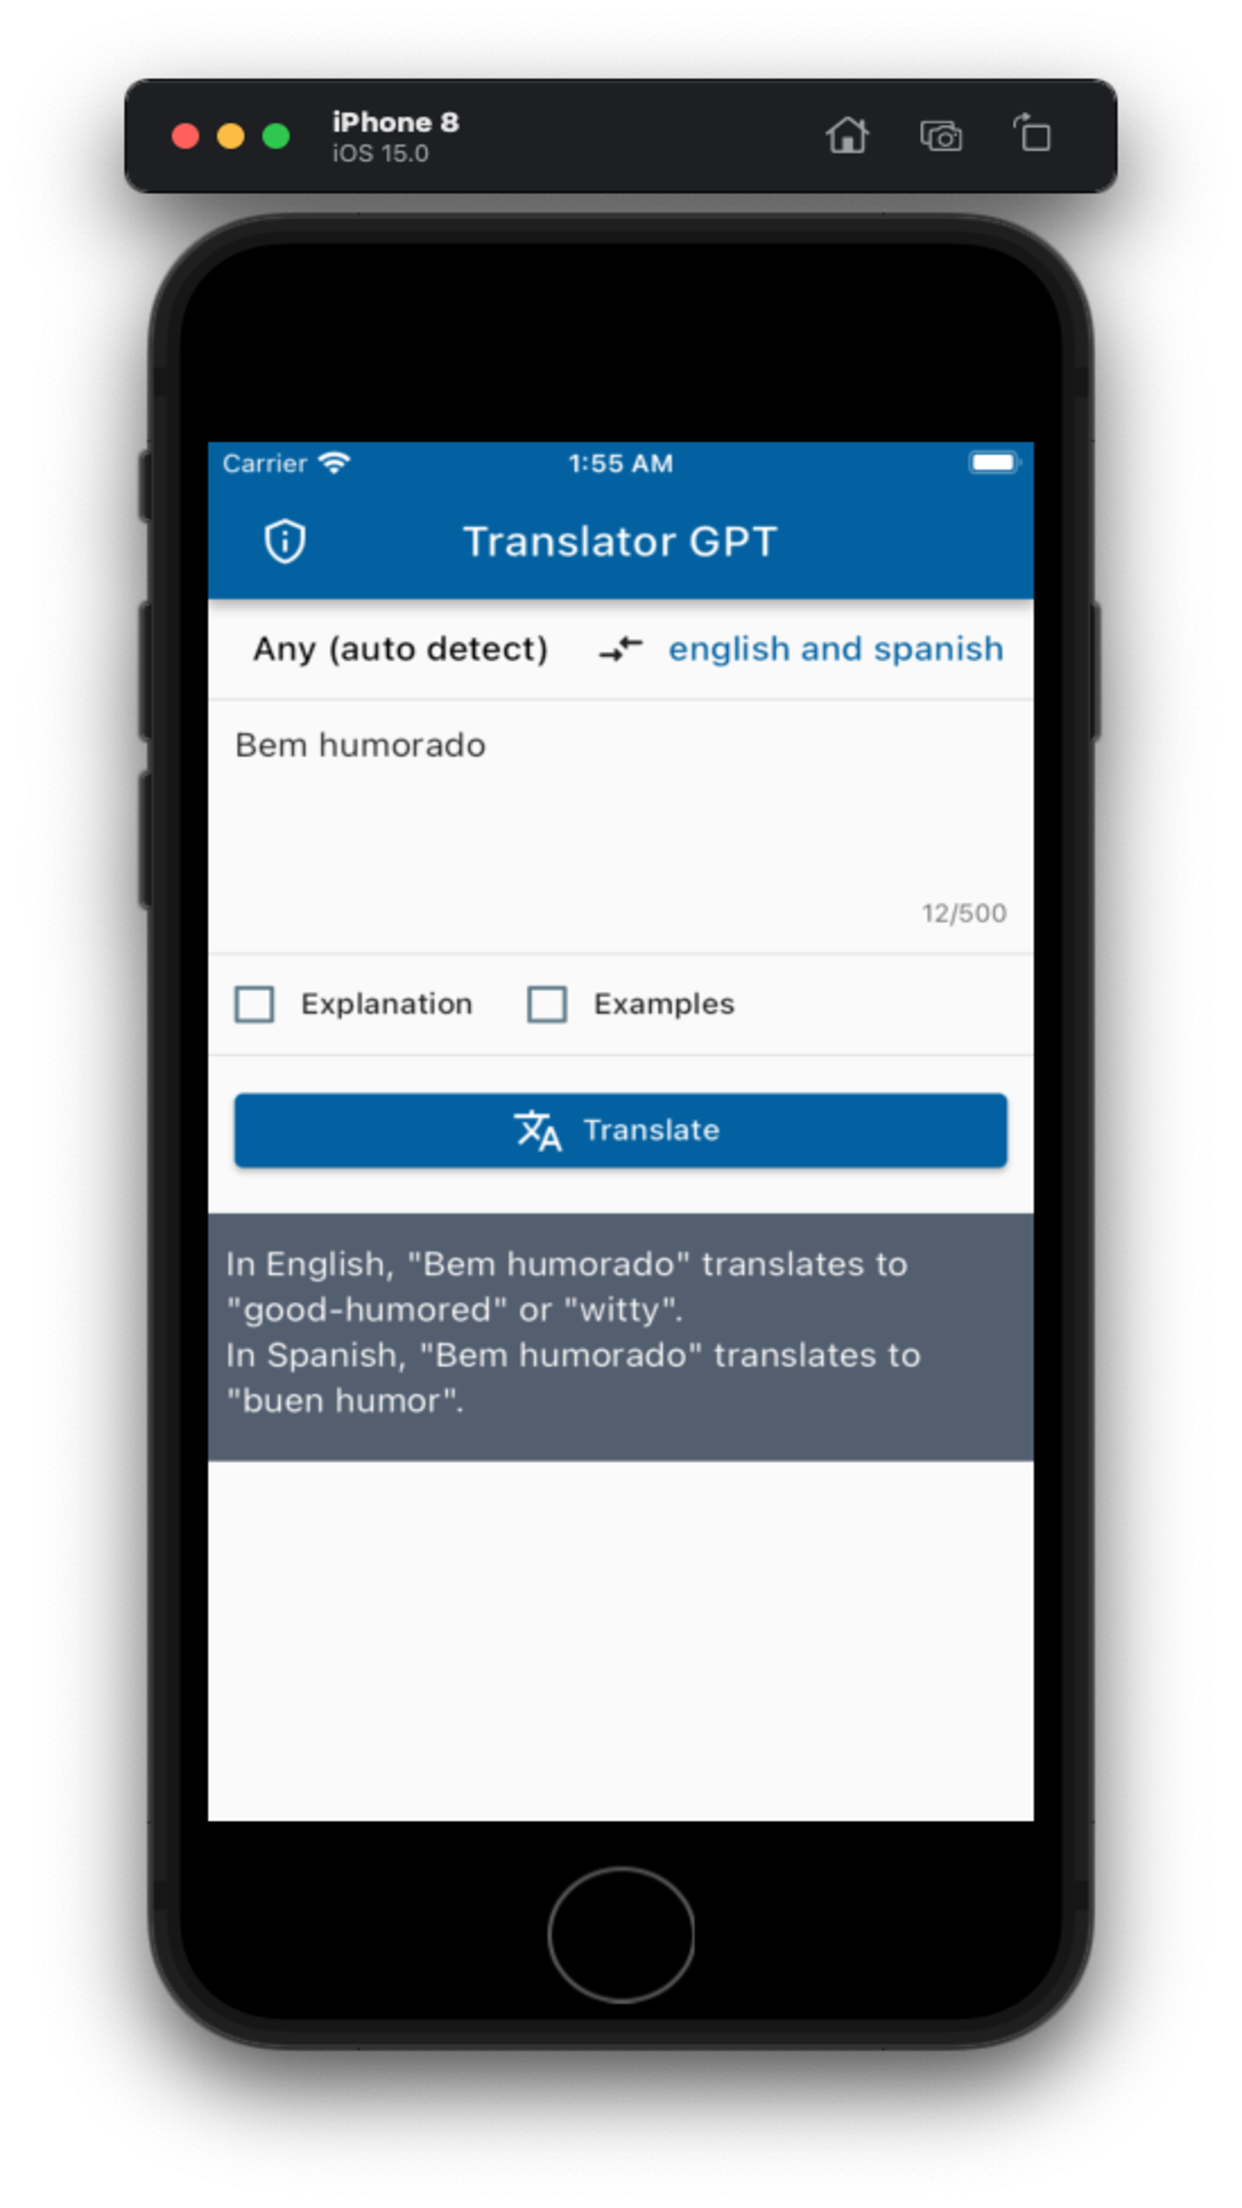 iPhone 8
iOS 15.0
Carrier 1:55 AM
Translator GPT
Any (auto detect) english and spanish
Bem humorado
12/500
Explanation Examples
Translate
In English, "Bem humorado" translates to
"good-humored" or "witty".
In Spanish, "Bem humorado" translates to
"buen humor".